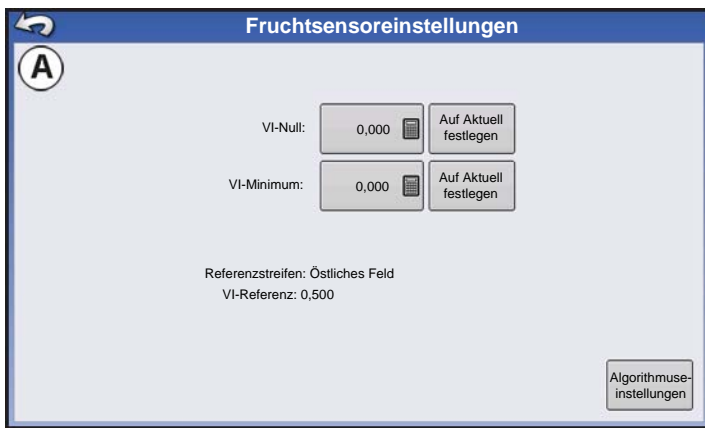 Fruchtsensoreinstellungen
A
VI-Null:
0,000
Auf Aktuell
festlegen
VI-Minimum:
0,000
Auf Aktuell
festlegen
Referenzstreifen: Östliches Feld
VI-Referenz: 0,500
Algorithmuse-
instellungen